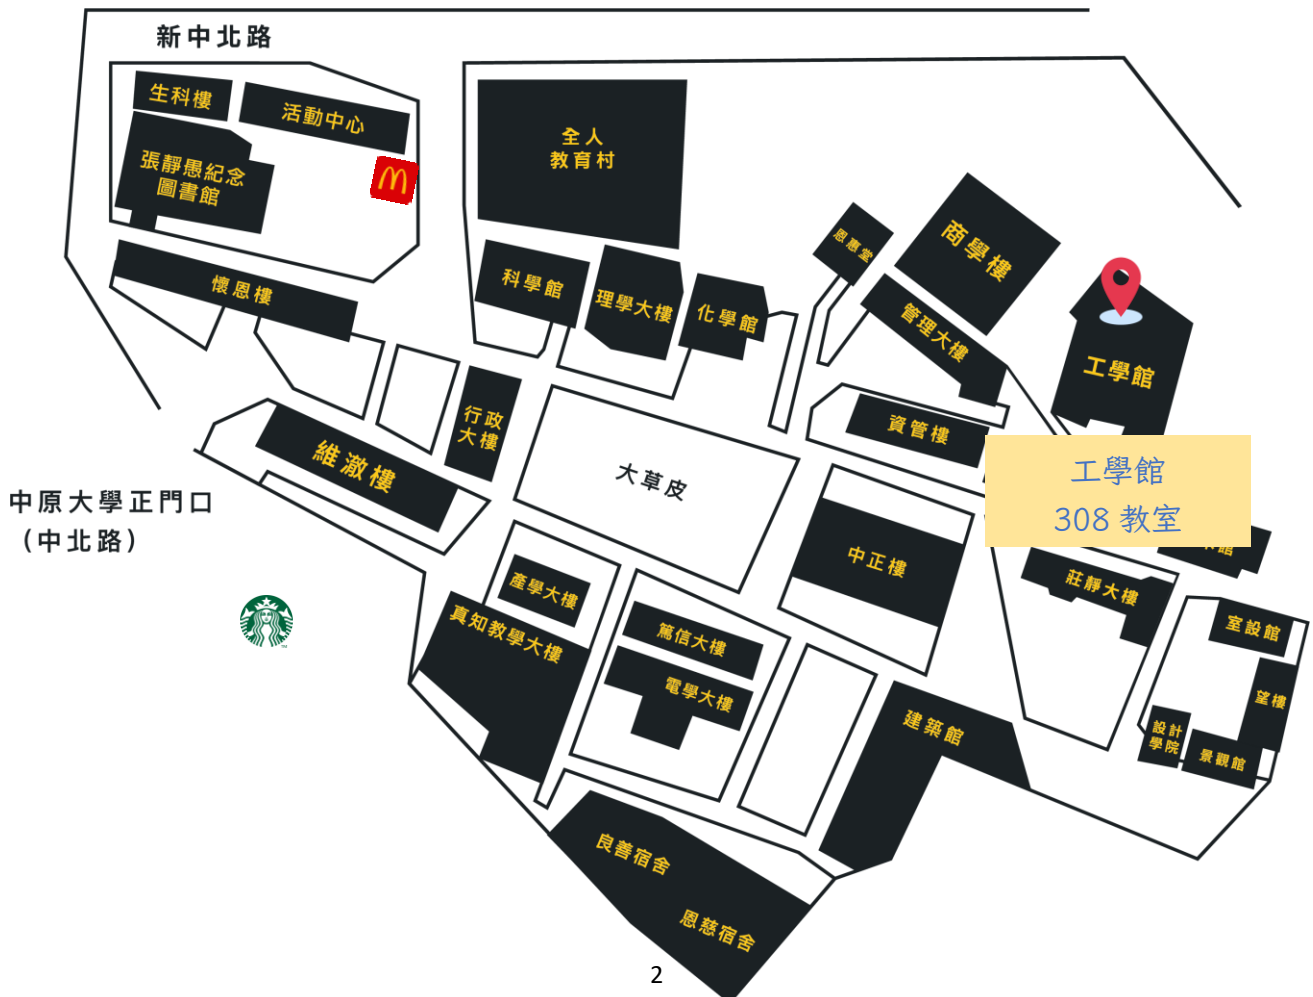 新中北路
生科樓
活動中心
張靜愚紀念
圖書館
全人
教育村
恩惠堂
商學樓
科學館
理學大樓
化學館
懷恩樓
管理大樓
工學館
行政
大樓
資管樓
維澈樓
大草皮
工學館
308 教室
中原大學正門口
（中北路）
中正樓
莊靜大樓
產學大樓
真知教學大樓
篤信大樓
室設館
電學大樓
望樓
建築館
設計
學院
景觀館
良善宿舍
恩慈宿舍
2